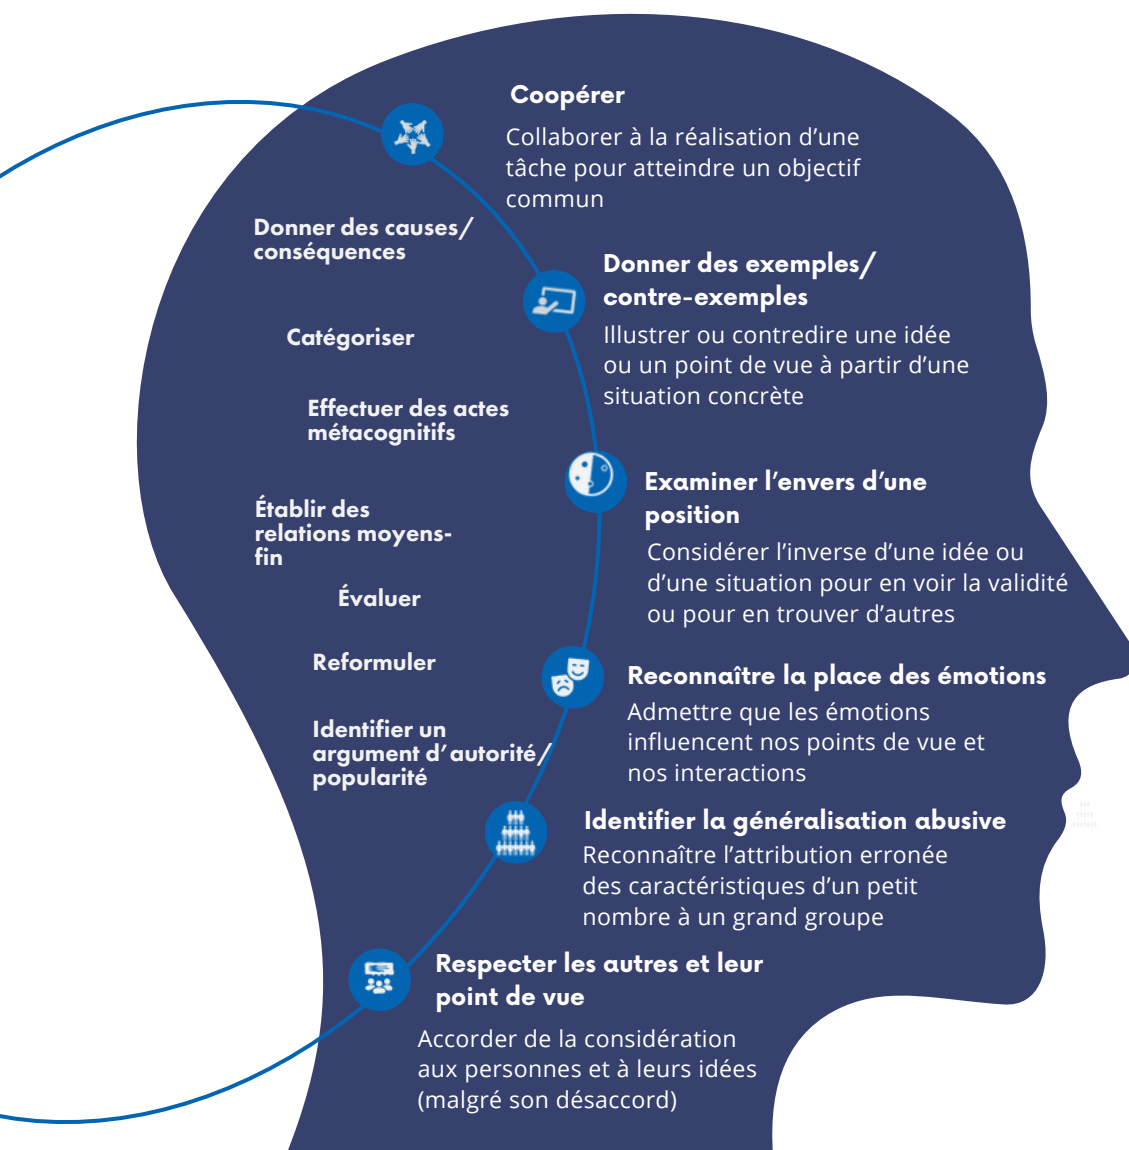 Coopérer
Collaborer à la réalisation d’une
tâche pour atteindre un objectif
commun
Donner des causes/
conséquences
Donner des exemples/
contre-exemples
Illustrer ou contredire une idée
ou un point de vue à partir d’une
situation concrète
Catégoriser
Effectuer des actes
métacognitifs
Examiner l’envers d’une
position
Considérer l’inverse d’une idée ou
d’une situation pour en voir la validité
ou pour en trouver d’autres
Établir des
relations moyens-
fin
Évaluer
Reformuler
Reconnaître la place des émotions
Admettre que les émotions
influencent nos points de vue et
nos interactions
Identifier un
argument d’autorité/
popularité
Identifier la généralisation abusive
Reconnaître l’attribution erronée
des caractéristiques d’un petit
nombre à un grand groupe
Respecter les autres et leur
point de vue
Accorder de la considération
aux personnes et à leurs idées
(malgré son désaccord)